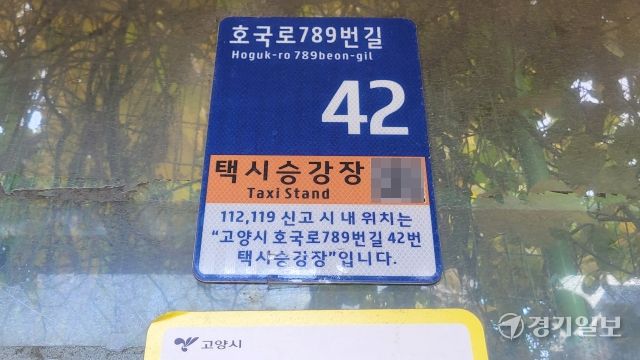 호국로789번길
Hoguk-ro 789beon-gil
42
택시승강장
Taxi Stand
112,119 신고 시 내 위치는
“고양시 호국로789번길 42번
택시승강장”입니다.
고양시
경기일보